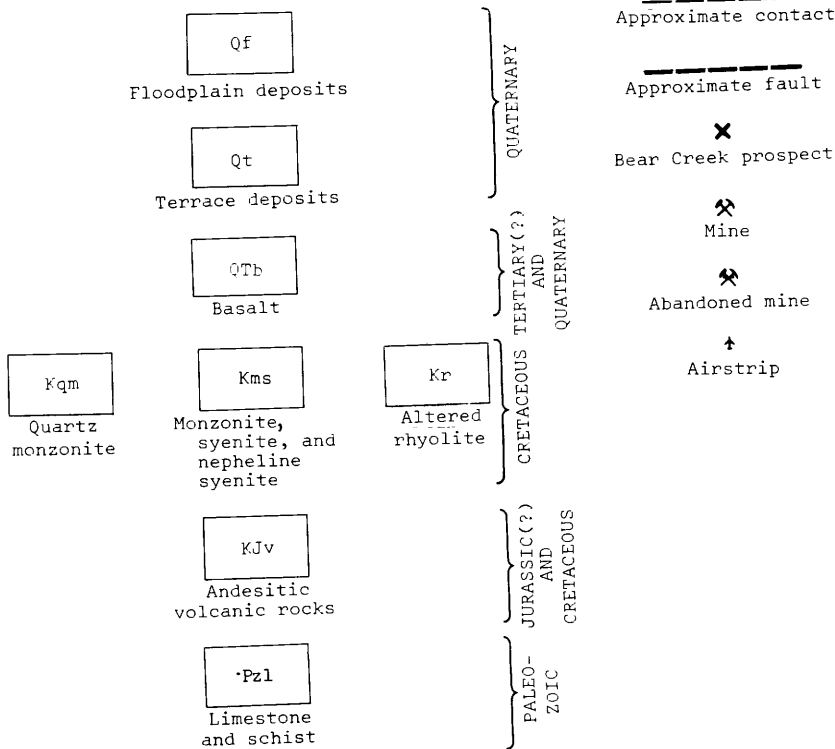 Qf
Floodplain deposits
Qt
Terrace deposits
QUATERNARY
QTb
Basalt
TERTIARY(?)
AND
QUATERNARY
Kqm
Quartz
monzonite
Kms
Monzonite,
syenite, and
nepheline
syenite
Kr
Altered
rhyolite
CRETACEOUS
KJv
Andesitic
volcanic rocks
JURASSIC(?)
AND
CRETACEOUS
Pzl
Limestone
and schist
PALEO-
ZOIC
Approximate contact
Approximate fault
Bear Creek prospect
Mine
Abandoned mine
Airstrip